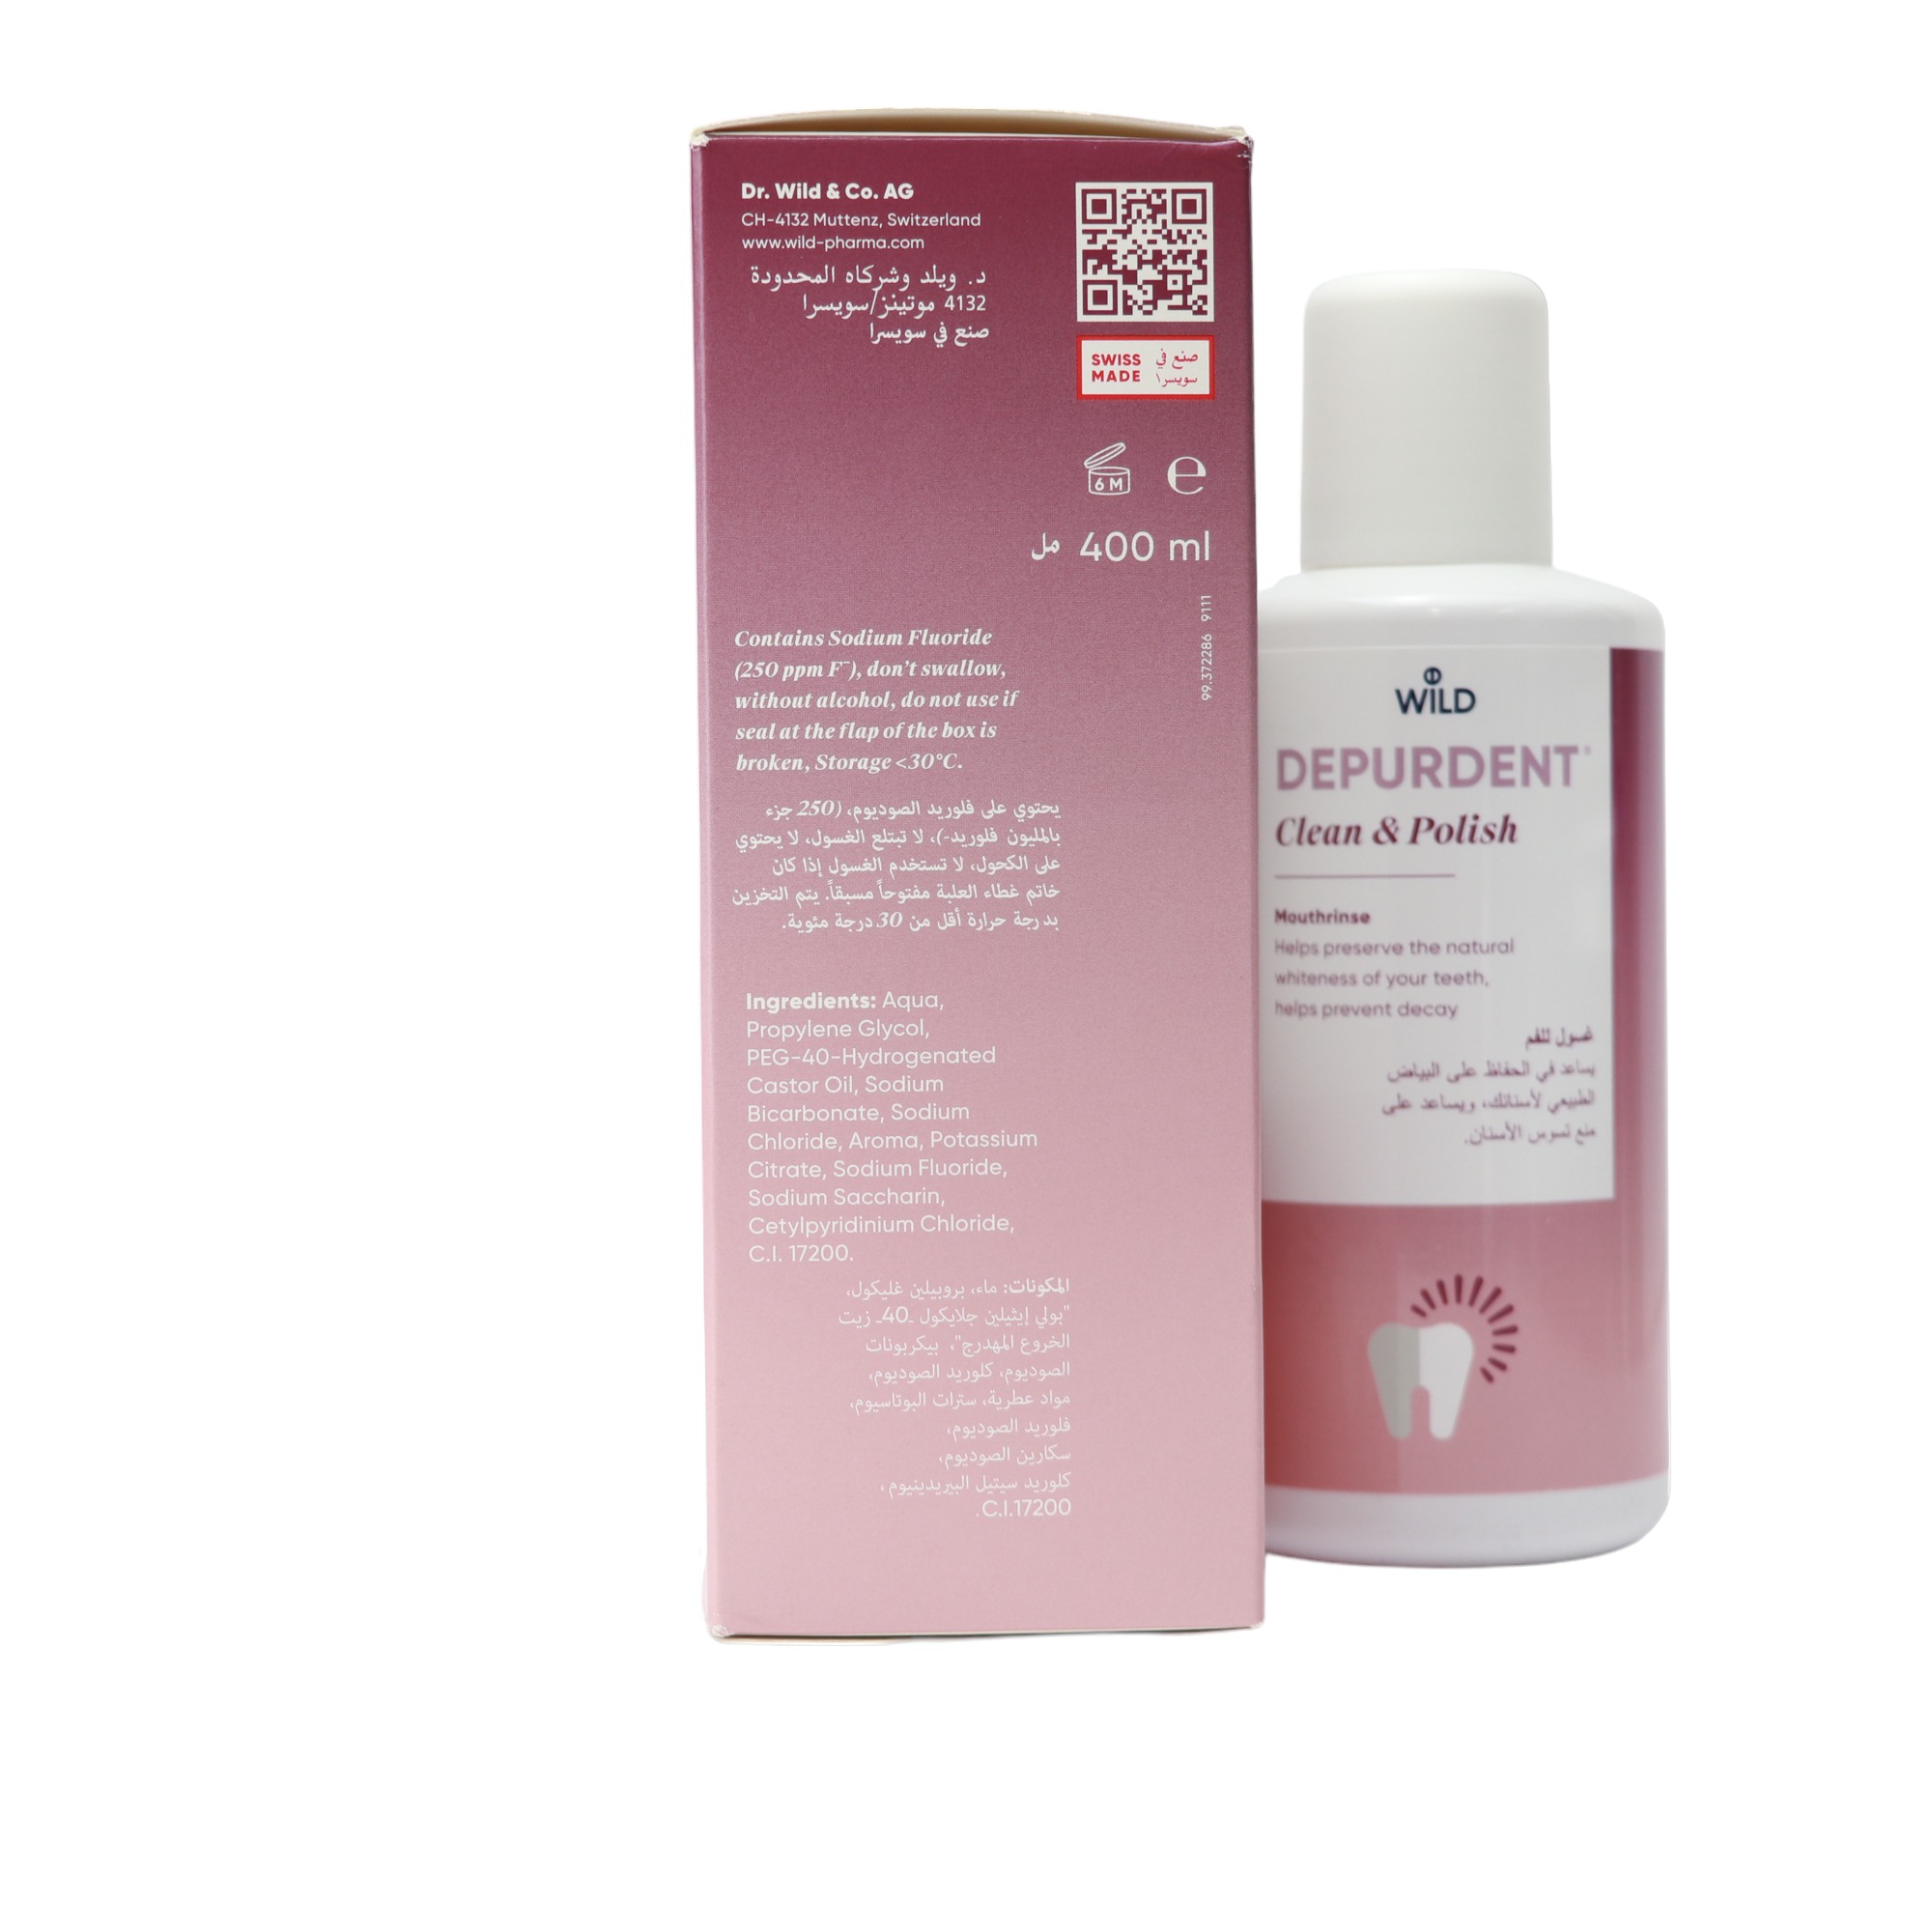 Dr. Wild & Co. AG
CH-4132 Muttenz, Switzerland
www.wild-pharma.com
د. ويلد وشركاه المحدودة
4132 موتينز/سويسرا
صنع في سويسرا
SWISS صنع في
MADE سويسرا
6 M e
400 ml مل
99.372286 9111
Contains Sodium Fluoride
(250 ppm F⁻), don't swallow,
without alcohol, do not use if
seal at the flap of the box is
broken, Storage <30°C.
يحتوي على فلوريد الصوديوم، (250 جزء
بالمليون فلوريد-)، لا تبتلع الغسول، لا يحتوي
على الكحول، لا تستخدم الغسول إذا كان
خاتم غطاء العلبة مفتوحاً مسبقاً. يتم التخزين
بدرجة حرارة أقل من 30 درجة مئوية.
Ingredients: Aqua,
Propylene Glycol,
PEG-40-Hydrogenated
Castor Oil, Sodium
Bicarbonate, Sodium
Chloride, Aroma, Potassium
Citrate, Sodium Fluoride,
Sodium Saccharin,
Cetylpyridinium Chloride,
C.I. 17200.
المكونات: ماء، بروبيلين غليكول،
"بولي إيثيلين جلايكول ـ40ـ زيت
الخروع المهدرج"، بيكربونات
الصوديوم، كلوريد الصوديوم،
مواد عطرية، سترات البوتاسيوم،
فلوريد الصوديوم،
سكارين الصوديوم،
كلوريد سيتيل البيريدينيوم،
C.I.17200.
WILD
DEPURDENT®
Clean & Polish
Mouthrinse
Helps preserve the natural
whiteness of your teeth,
helps prevent decay
غسول للفم
يساعد في الحفاظ على البياض
الطبيعي لأسنانك، ويساعد على
منع تسوس الأسنان.